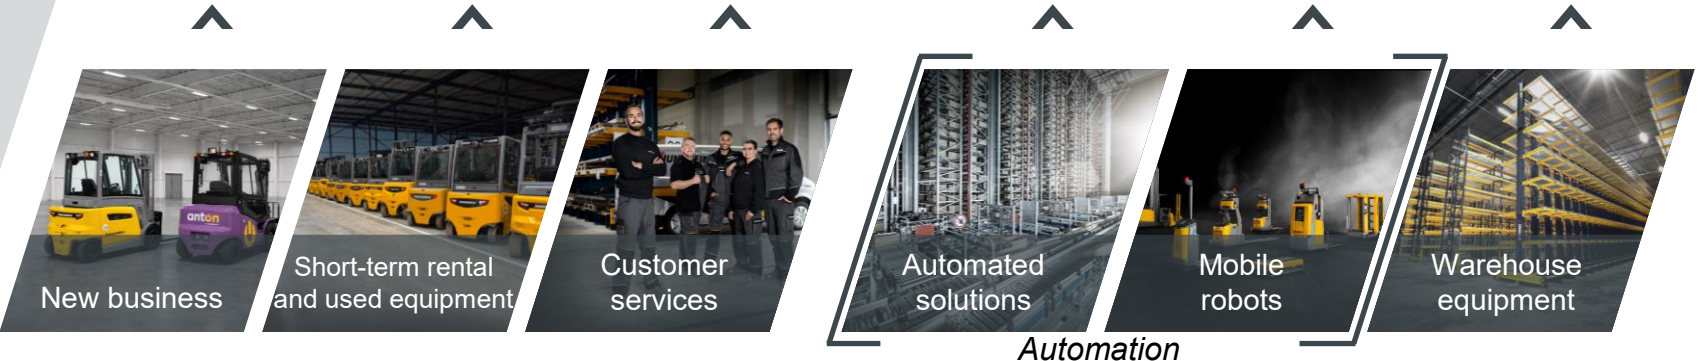 anton
New business
Short-term rental
and used equipment
Customer
services
Automated
solutions
Mobile
robots
Warehouse
equipment
Automation